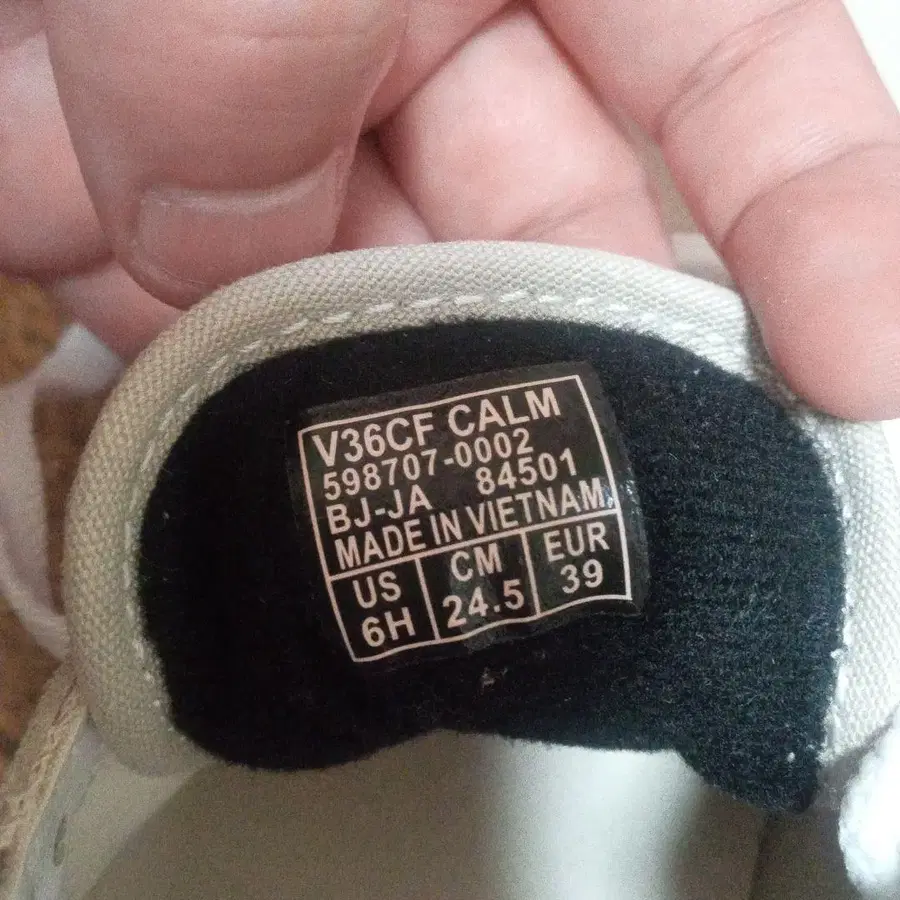 V36CF CALM
598707-0002
BJ-JA 84501
MADE IN VIETNAM
US CM EUR
6H 24.5 39